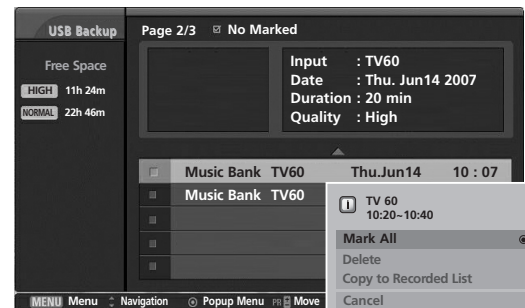 USB Backup
Page 2/3 No Marked
Free Space
HIGH 11h 24m
NORMAL 22h 46m
Input : TV60
Date : Thu. Jun14 2007
Duration : 20 min
Quality : High
Music Bank TV60 Thu.Jun14 10 : 07
Music Bank TV60
TV 60
10:20~10:40
Mark All
Delete
Copy to Recorded List
Cancel
MENU Menu Navigation Popup Menu PR Move